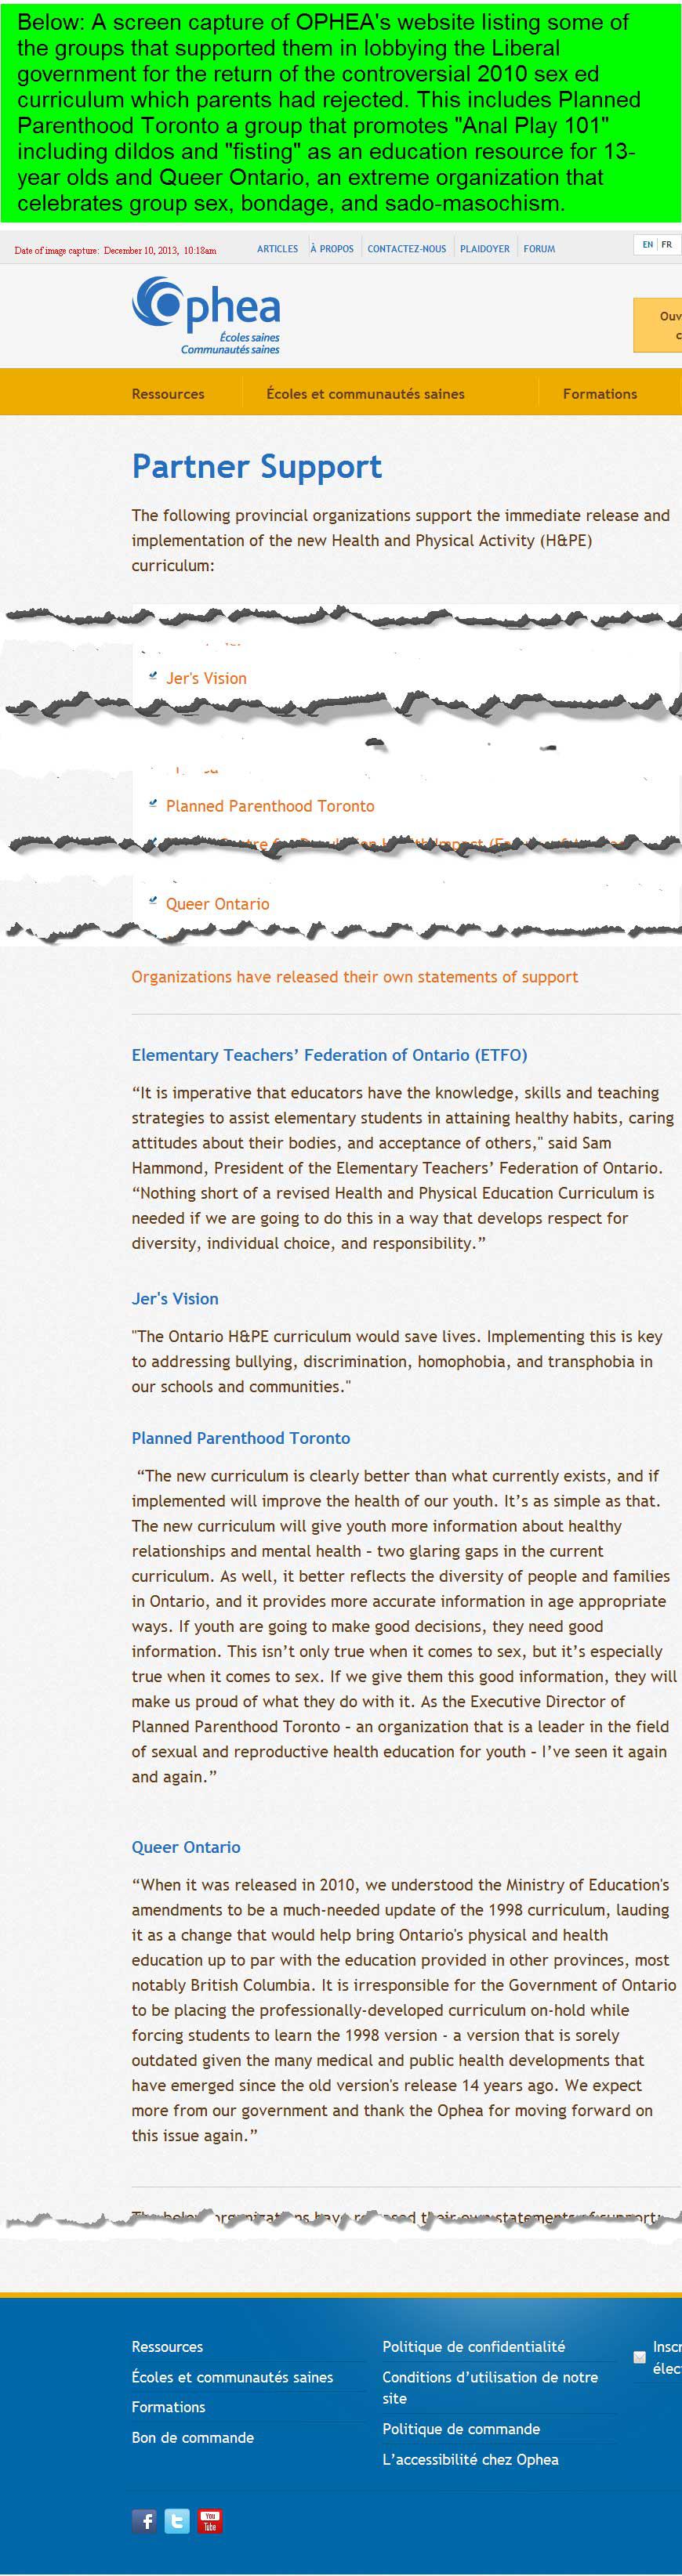 Below: A screen capture of OPHEA's website listing some of
the groups that supported them in lobbying the Liberal
government for the return of the controversial 2010 sex ed
curriculum which parents had rejected. This includes Planned
Parenthood Toronto a group that promotes "Anal Play 101"
including dildos and "fisting" as an education resource for 13-
year olds and Queer Ontario, an extreme organization that
celebrates group sex, bondage, and sado-masochism.
Date of image capture: December 10, 2013, 10:18am
ARTICLES À PROPOS CONTACTEZ-NOUS PLAIDOYER FORUM
EN FR
Ophea
Écoles saines
Communautés saines
Ressources Écoles et communautés saines Formations
Partner Support
The following provincial organizations support the immediate release and
implementation of the new Health and Physical Activity (H&PE)
curriculum:
Jer's Vision
Planned Parenthood Toronto
Queer Ontario
Organizations have released their own statements of support
Elementary Teachers’ Federation of Ontario (ETFO)
“It is imperative that educators have the knowledge, skills and teaching
strategies to assist elementary students in attaining healthy habits, caring
attitudes about their bodies, and acceptance of others," said Sam
Hammond, President of the Elementary Teachers’ Federation of Ontario.
“Nothing short of a revised Health and Physical Education Curriculum is
needed if we are going to do this in a way that develops respect for
diversity, individual choice, and responsibility.”
Jer's Vision
"The Ontario H&PE curriculum would save lives. Implementing this is key
to addressing bullying, discrimination, homophobia, and transphobia in
our schools and communities."
Planned Parenthood Toronto
“The new curriculum is clearly better than what currently exists, and if
implemented will improve the health of our youth. It’s as simple as that.
The new curriculum will give youth more information about healthy
relationships and mental health – two glaring gaps in the current
curriculum. As well, it better reflects the diversity of people and families
in Ontario, and it provides more accurate information in age appropriate
ways. If youth are going to make good decisions, they need good
information. This isn’t only true when it comes to sex, but it’s especially
true when it comes to sex. If we give them this good information, they will
make us proud of what they do with it. As the Executive Director of
Planned Parenthood Toronto – an organization that is a leader in the field
of sexual and reproductive health education for youth – I’ve seen it again
and again.”
Queer Ontario
“When it was released in 2010, we understood the Ministry of Education's
amendments to be a much-needed update of the 1998 curriculum, lauding
it as a change that would help bring Ontario's physical and health
education up to par with the education provided in other provinces, most
notably British Columbia. It is irresponsible for the Government of Ontario
to be placing the professionally-developed curriculum on-hold while
forcing students to learn the 1998 version - a version that is sorely
outdated given the many medical and public health developments that
have emerged since the old version's release 14 years ago. We expect
more from our government and thank the Ophea for moving forward on
this issue again.”
Ressources
Écoles et communautés saines
Formations
Bon de commande
Politique de confidentialité
Conditions d’utilisation de notre
site
Politique de commande
L’accessibilité chez Ophea
You
Tube